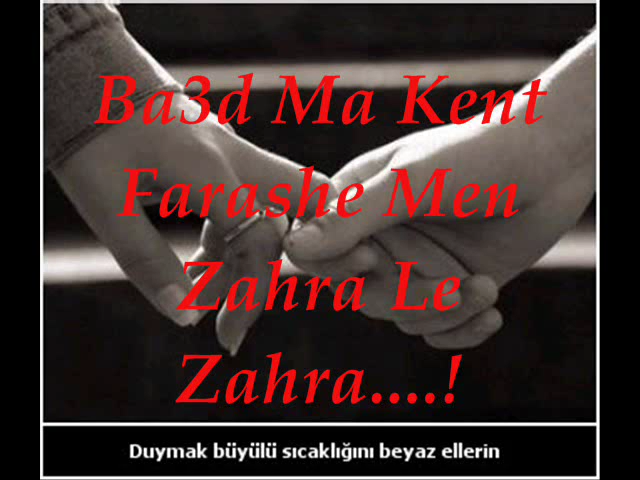 Ba3d Ma Kent
Farashe Men
Zahra Le
Zahra....!
Duymak büyülü sıcaklığını beyaz ellerin